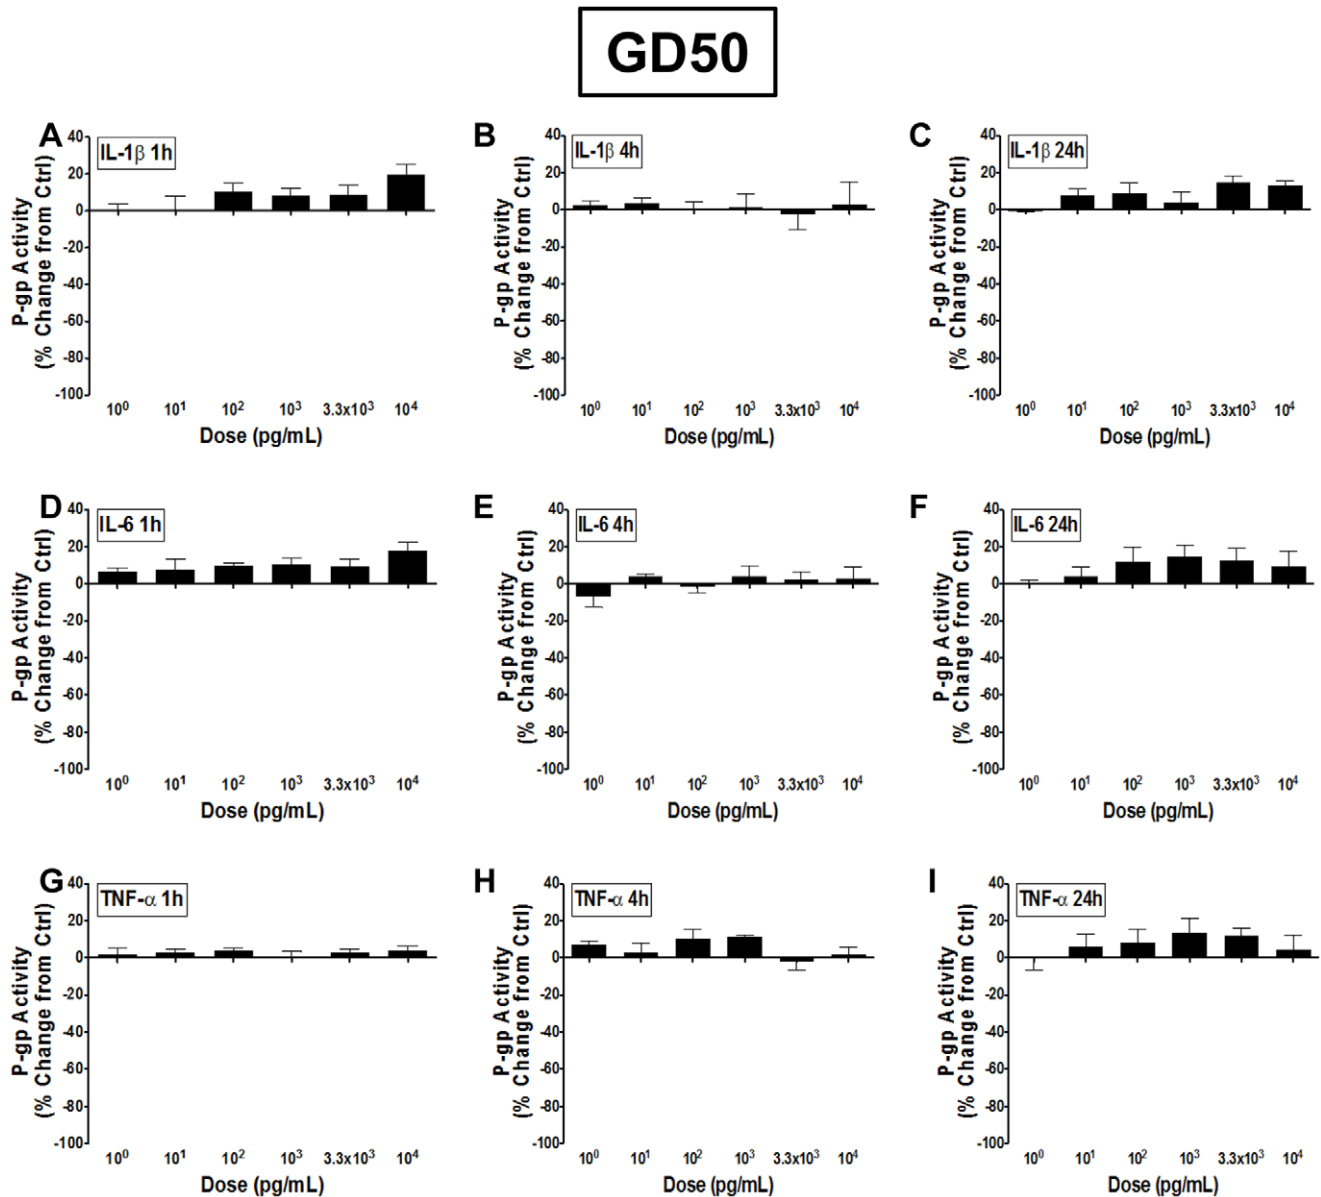 GD50
A
IL-1β 1h
P-gp Activity
(% Change from Ctrl)
40
20
0
-20
-40
-60
-80
-100
10⁰ 10¹ 10² 10³ 3.3x10³ 10⁴
Dose (pg/mL)
B
IL-1β 4h
P-gp Activity
(% Change from Ctrl)
40
20
0
-20
-40
-60
-80
-100
10⁰ 10¹ 10² 10³ 3.3x10³ 10⁴
Dose (pg/mL)
C
IL-1β 24h
P-gp Activity
(% Change from Ctrl)
40
20
0
-20
-40
-60
-80
-100
10⁰ 10¹ 10² 10³ 3.3x10³ 10⁴
Dose (pg/mL)
D
IL-6 1h
P-gp Activity
(% Change from Ctrl)
40
20
0
-20
-40
-60
-80
-100
10⁰ 10¹ 10² 10³ 3.3x10³ 10⁴
Dose (pg/mL)
E
IL-6 4h
P-gp Activity
(% Change from Ctrl)
40
20
0
-20
-40
-60
-80
-100
10⁰ 10¹ 10² 10³ 3.3x10³ 10⁴
Dose (pg/mL)
F
IL-6 24h
P-gp Activity
(% Change from Ctrl)
40
20
0
-20
-40
-60
-80
-100
10⁰ 10¹ 10² 10³ 3.3x10³ 10⁴
Dose (pg/mL)
G
TNF-α 1h
P-gp Activity
(% Change from Ctrl)
40
20
0
-20
-40
-60
-80
-100
10⁰ 10¹ 10² 10³ 3.3x10³ 10⁴
Dose (pg/mL)
H
TNF-α 4h
P-gp Activity
(% Change from Ctrl)
40
20
0
-20
-40
-60
-80
-100
10⁰ 10¹ 10² 10³ 3.3x10³ 10⁴
Dose (pg/mL)
I
TNF-α 24h
P-gp Activity
(% Change from Ctrl)
40
20
0
-20
-40
-60
-80
-100
10⁰ 10¹ 10² 10³ 3.3x10³ 10⁴
Dose (pg/mL)